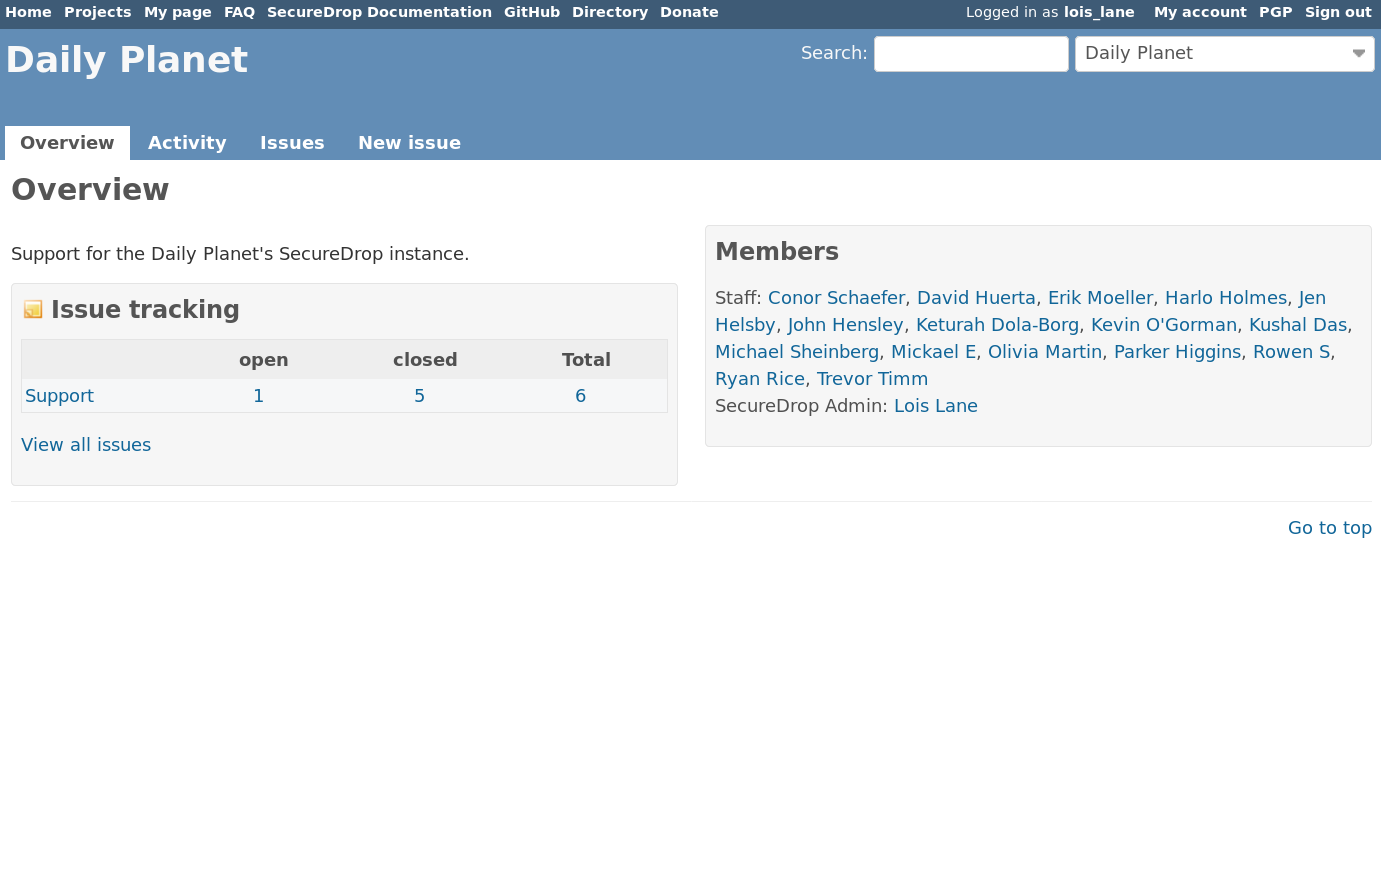 Home Projects My page FAQ SecureDrop Documentation GitHub Directory Donate Logged in as lois_lane My account PGP Sign out
Daily Planet
Search: Daily Planet
Overview Activity Issues New issue
Overview
Support for the Daily Planet's SecureDrop instance.
Issue tracking
open closed Total
Support 1 5 6
View all issues
Members
Staff: Conor Schaefer, David Huerta, Erik Moeller, Harlo Holmes, Jen
Helsby, John Hensley, Keturah Dola-Borg, Kevin O'Gorman, Kushal Das,
Michael Sheinberg, Mickael E, Olivia Martin, Parker Higgins, Rowen S,
Ryan Rice, Trevor Timm
SecureDrop Admin: Lois Lane
Go to top